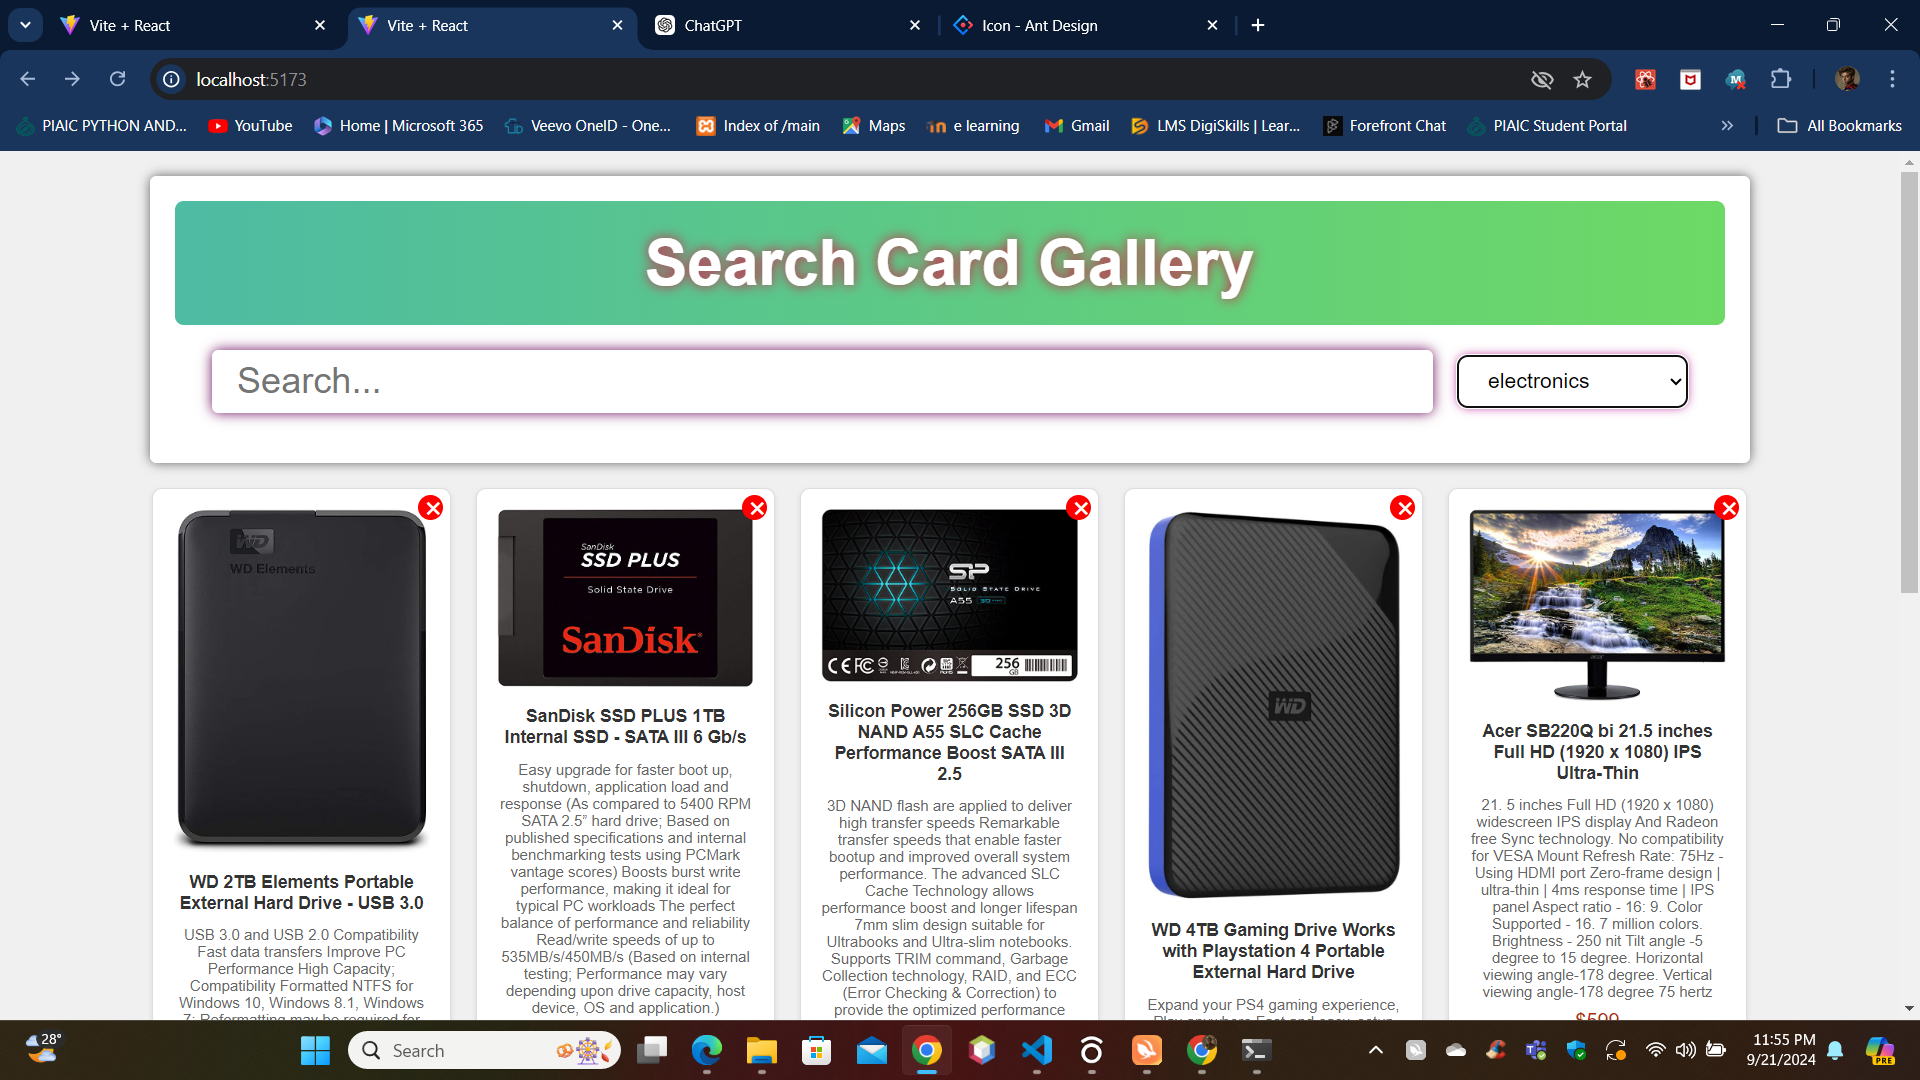 Vite + React
Vite + React
ChatGPT
Icon - Ant Design
localhost:5173
PIAIC PYTHON AND...
YouTube
Home | Microsoft 365
Veevo OneID - One...
Index of /main
Maps
e learning
Gmail
LMS DigiSkills | Lear...
Forefront Chat
PIAIC Student Portal
All Bookmarks
Search Card Gallery
Search...
electronics
WD
WD Elements
WD 2TB Elements Portable
External Hard Drive - USB 3.0
USB 3.0 and USB 2.0 Compatibility
Fast data transfers Improve PC
Performance High Capacity;
Compatibility Formatted NTFS for
Windows 10, Windows 8.1, Windows
7; Reformatting may be required for
SanDisk
SSD PLUS
Solid State Drive
SanDisk
SanDisk SSD PLUS 1TB
Internal SSD - SATA III 6 Gb/s
Easy upgrade for faster boot up,
shutdown, application load and
response (As compared to 5400 RPM
SATA 2.5” hard drive; Based on
published specifications and internal
benchmarking tests using PCMark
vantage scores) Boosts burst write
performance, making it ideal for
typical PC workloads The perfect
balance of performance and reliability
Read/write speeds of up to
535MB/s/450MB/s (Based on internal
testing; Performance may vary
depending upon drive capacity, host
device, OS and application.)
SP
SOLID STATE DRIVE
A55
256
GB
Silicon Power 256GB SSD 3D
NAND A55 SLC Cache
Performance Boost SATA III
2.5
3D NAND flash are applied to deliver
high transfer speeds Remarkable
transfer speeds that enable faster
bootup and improved overall system
performance. The advanced SLC
Cache Technology allows
performance boost and longer lifespan
7mm slim design suitable for
Ultrabooks and Ultra-slim notebooks.
Supports TRIM command, Garbage
Collection technology, RAID, and ECC
(Error Checking & Correction) to
provide the optimized performance
WD
WD 4TB Gaming Drive Works
with Playstation 4 Portable
External Hard Drive
Expand your PS4 gaming experience,
Play anywhere Fast and easy, setup
acer
Acer SB220Q bi 21.5 inches
Full HD (1920 x 1080) IPS
Ultra-Thin
21. 5 inches Full HD (1920 x 1080)
widescreen IPS display And Radeon
free Sync technology. No compatibility
for VESA Mount Refresh Rate: 75Hz -
Using HDMI port Zero-frame design |
ultra-thin | 4ms response time | IPS
panel Aspect ratio - 16: 9. Color
Supported - 16. 7 million colors.
Brightness - 250 nit Tilt angle -5
degree to 15 degree. Horizontal
viewing angle-178 degree. Vertical
viewing angle-178 degree 75 hertz
$599
28°
Search
11:55 PM
9/21/2024
PRE